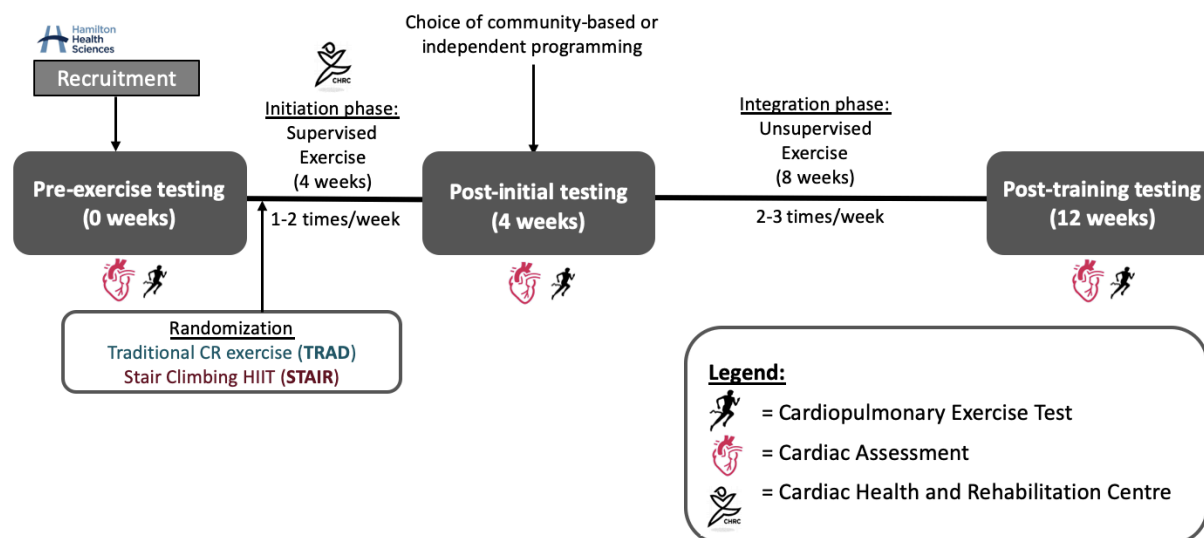 Hamilton
Health
Sciences
Recruitment
CHRC
Initiation phase:
Supervised
Exercise
(4 weeks)
1-2 times/week
Choice of community-based or
independent programming
Integration phase:
Unsupervised
Exercise
(8 weeks)
2-3 times/week
Pre-exercise testing
(0 weeks)
Post-initial testing
(4 weeks)
Post-training testing
(12 weeks)
Randomization
Traditional CR exercise (TRAD)
Stair Climbing HIIT (STAIR)
Legend:
= Cardiopulmonary Exercise Test
= Cardiac Assessment
CHRC
= Cardiac Health and Rehabilitation Centre